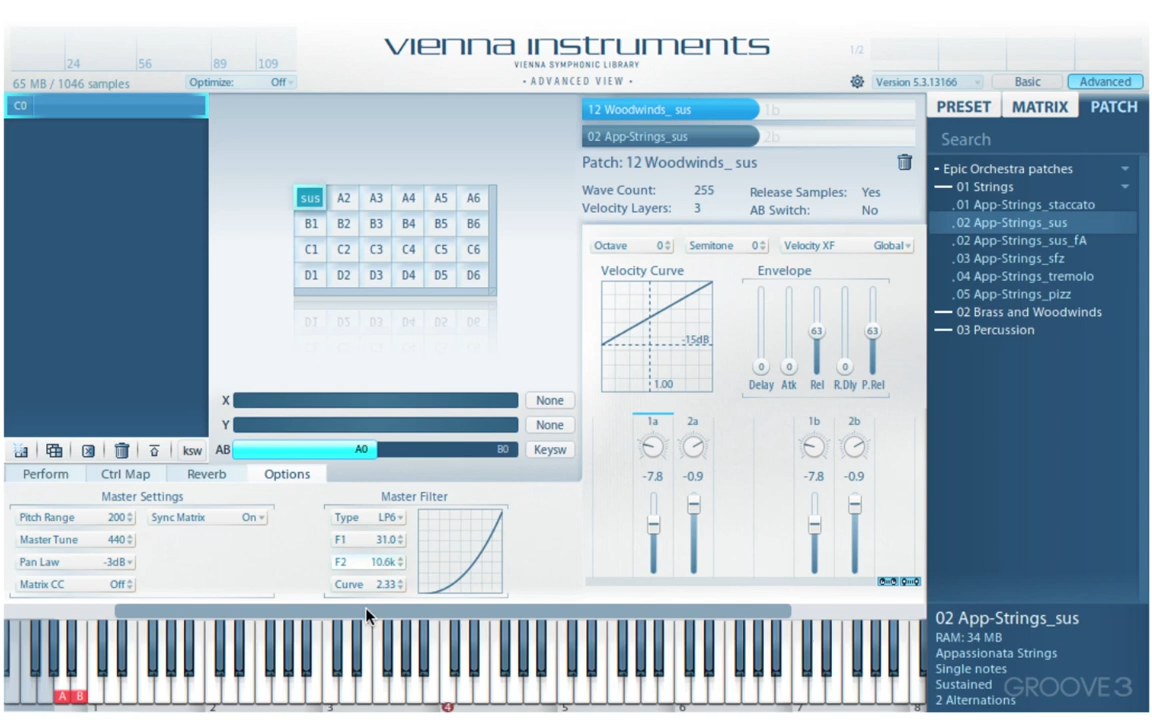 24 56 89 109
65 MB / 1046 samples Optimize: Off
vienna instruments
VIENNA SYMPHONIC LIBRARY
• ADVANCED VIEW •
1/2
Version 5.3.13166 Basic Advanced
C0
12 Woodwinds_ sus 1b
02 App-Strings_sus 2b
PRESET MATRIX PATCH
Search
Patch: 12 Woodwinds_ sus
Wave Count: 255 Release Samples: Yes
Velocity Layers: 3 AB Switch: No
- Epic Orchestra patches
01 Strings
01 App-Strings_staccato
02 App-Strings_sus
02 App-Strings_sus_fA
03 App-Strings_sfz
04 App-Strings_tremolo
05 App-Strings_pizz
02 Brass and Woodwinds
03 Percussion
sus A2 A3 A4 A5 A6
B1 B2 B3 B4 B5 B6
C1 C2 C3 C4 C5 C6
D1 D2 D3 D4 D5 D6
Octave 0 Semitone 0 Velocity XF Global
Velocity Curve Envelope
-15dB
1.00
63 63
0 0 0
Delay Atk Rel R.Dly P.Rel
X None
Y None
AB A0 B0 Keysw
ksw
1a 2a 1b 2b
-7.8 -0.9 -7.8 -0.9
Perform Ctrl Map Reverb Options
Master Settings Master Filter
Pitch Range 200 Sync Matrix On Type LP6
Master Tune 440 F1 31.0
Pan Law -3dB F2 10.6k
Matrix CC Off Curve 2.33
A B
1 2 3 4 5 6 7 8
02 App-Strings_sus
RAM: 34 MB
Appassionata Strings
Single notes
Sustained
2 Alternations
GROOVE3